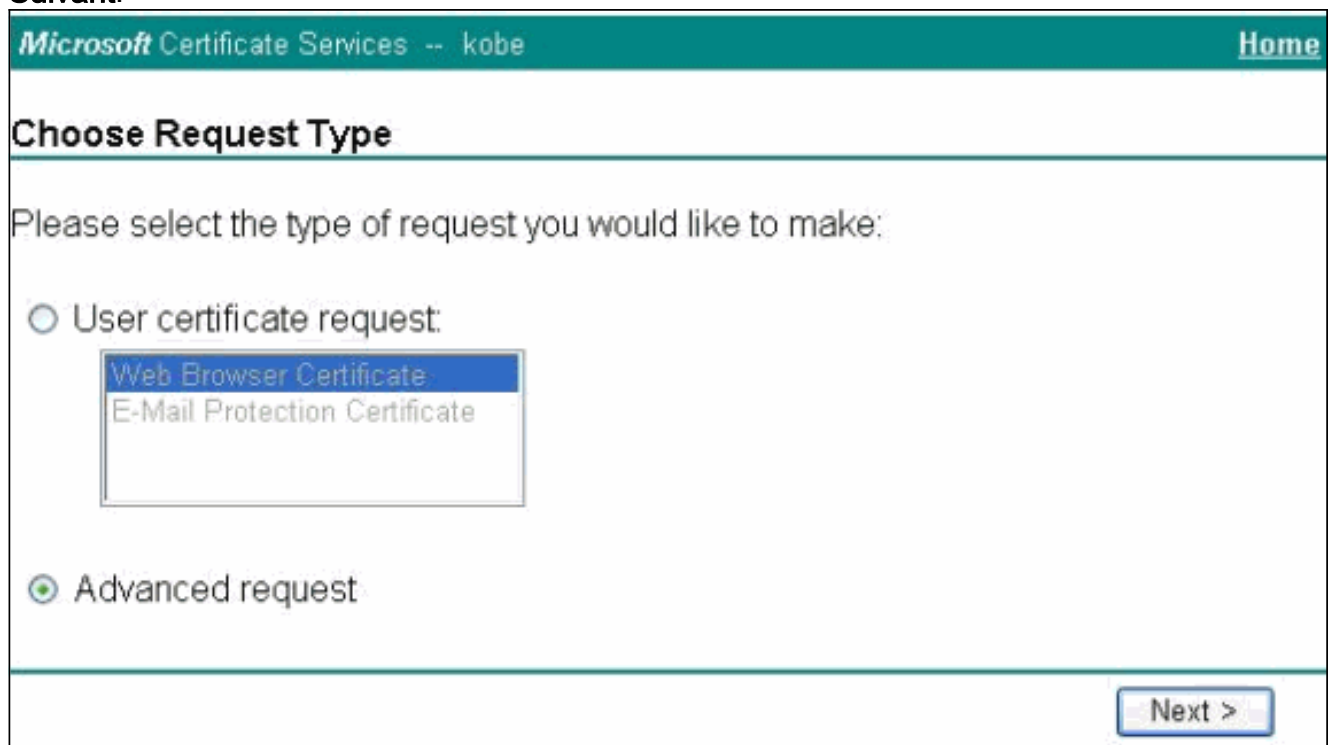 Suivant.
Microsoft Certificate Services -- kobe Home
Choose Request Type
Please select the type of request you would like to make:
User certificate request:
Web Browser Certificate
E-Mail Protection Certificate
Advanced request
Next >